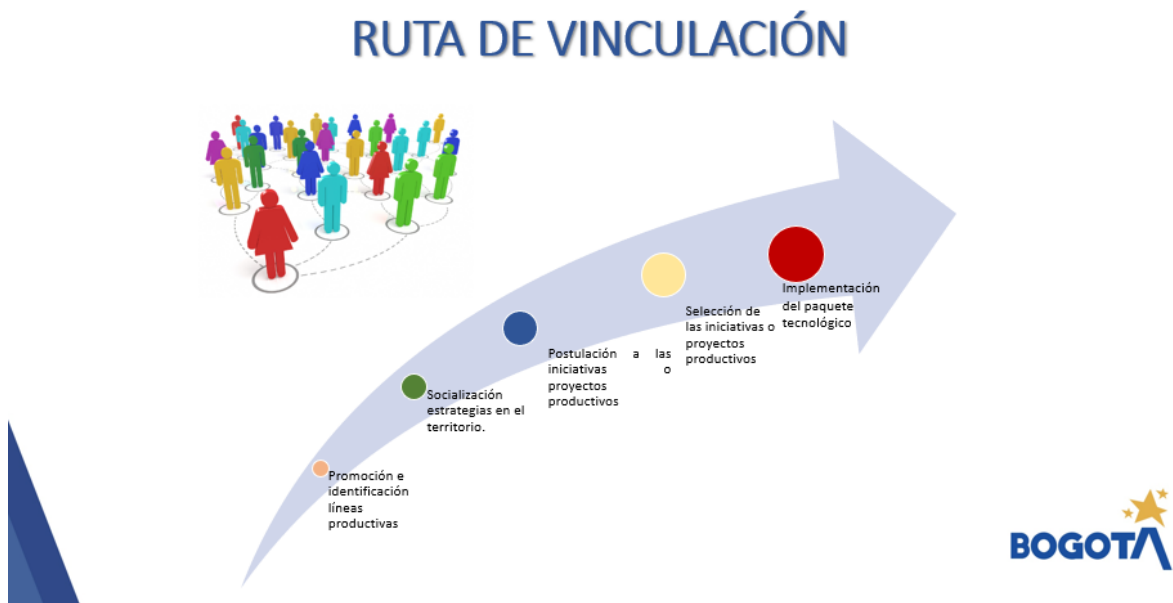 RUTA DE VINCULACIÓN
Promoción e
identificación
líneas
productivas
Socialización
estrategias en el
territorio.
Postulación a las
iniciativas o
proyectos
productivos
Selección de
las iniciativas o
proyectos
productivos
Implementación
del paquete
tecnológico
BOGOTÁ